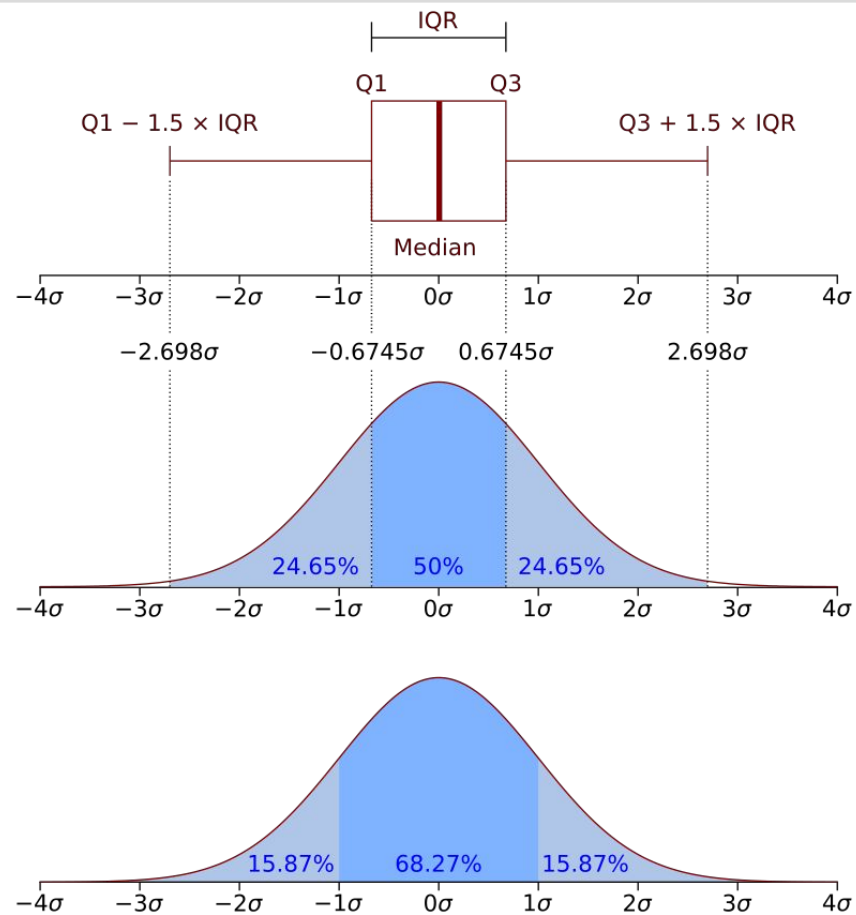 IQR
Q1 Q3
Q1 − 1.5 × IQR Q3 + 1.5 × IQR
Median
−4σ −3σ −2σ −1σ 0σ 1σ 2σ 3σ 4σ
−2.698σ −0.6745σ 0.6745σ 2.698σ
24.65% 50% 24.65%
−4σ −3σ −2σ −1σ 0σ 1σ 2σ 3σ 4σ
15.87% 68.27% 15.87%
−4σ −3σ −2σ −1σ 0σ 1σ 2σ 3σ 4σ